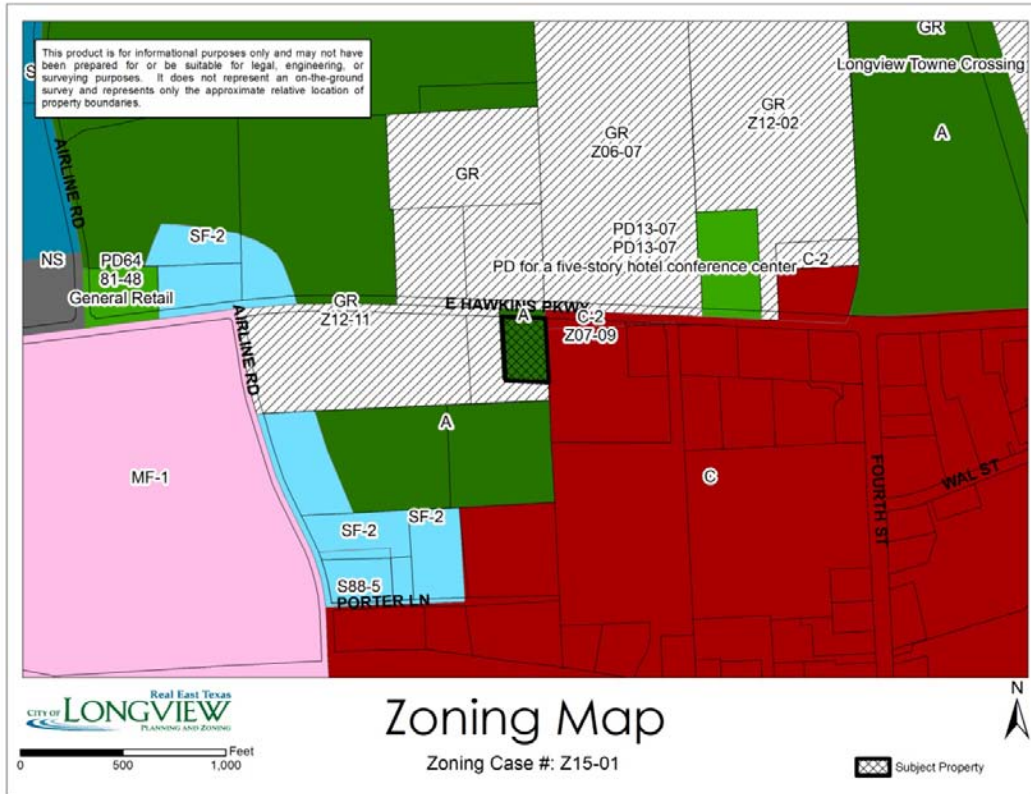 This product is for informational purposes only and may not have
been prepared for or be suitable for legal, engineering, or
surveying purposes. It does not represent an on-the-ground
survey and represents only the approximate relative location of
property boundaries.
GR
Longview Towne Crossing
GR
Z12-02
GR
Z06-07
A
GR
AIRLINE RD
SF-2
NS
PD64
81-48
General Retail
PD13-07
PD13-07
PD for a five-story hotel conference center
C-2
E HAWKINS PKWY
GR
Z12-11
A
C-2
Z07-09
AIRLINE RD
A
MF-1
C
FOURTH ST
WAL ST
SF-2
SF-2
S88-5
PORTER LN
Real East Texas
CITY OF LONGVIEW
PLANNING AND ZONING
Feet
0 500 1,000
Zoning Map
Zoning Case #: Z15-01
N
Subject Property